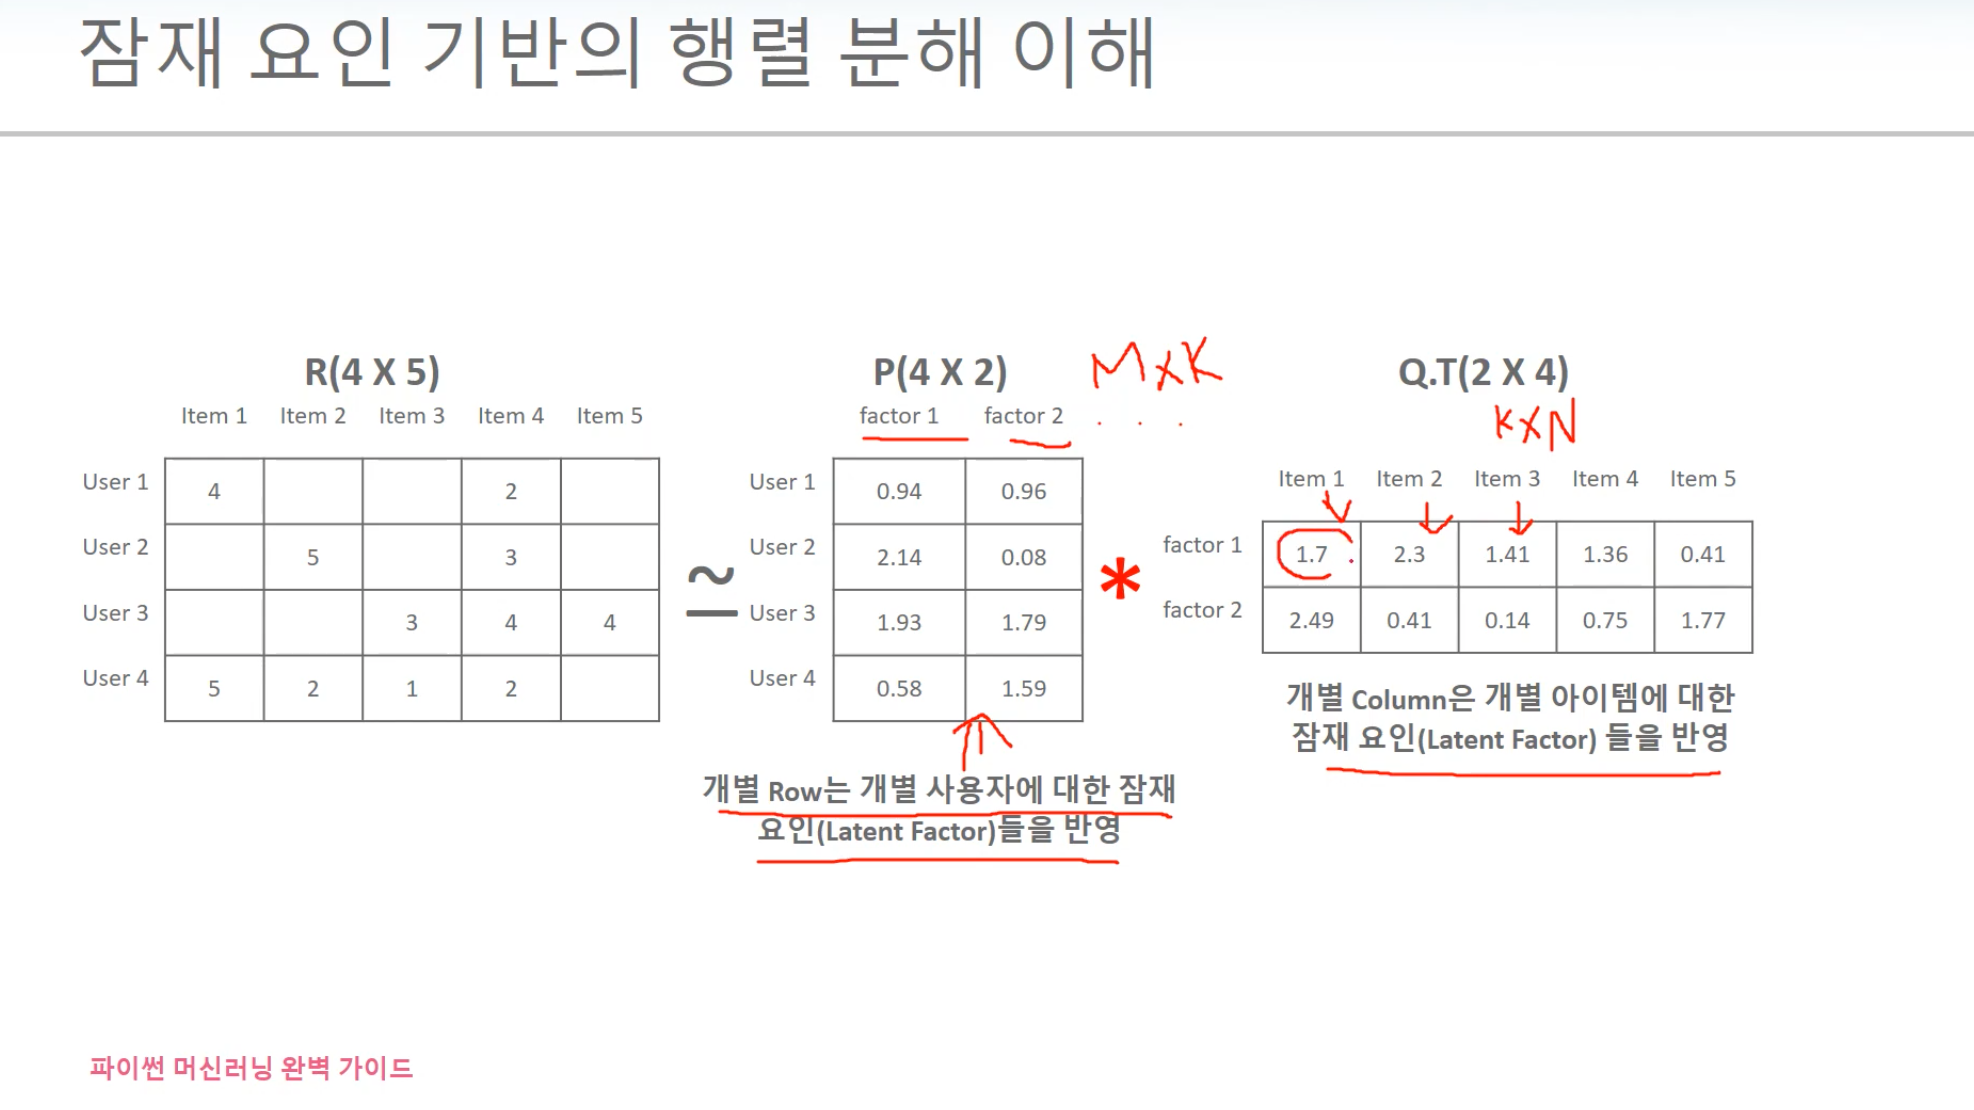 잠재 요인 기반의 행렬 분해 이해
R(4 X 5)
Item 1 Item 2 Item 3 Item 4 Item 5
User 1 4 2
User 2 5 3
User 3 3 4 4
User 4 5 2 1 2
≃
P(4 X 2) MxK
factor 1 factor 2 . . .
User 1 0.94 0.96
User 2 2.14 0.08
User 3 1.93 1.79
User 4 0.58 1.59
개별 Row는 개별 사용자에 대한 잠재
요인(Latent Factor)들을 반영
*
Q.T(2 X 4)
KXN
Item 1 Item 2 Item 3 Item 4 Item 5
factor 1 1.7 2.3 1.41 1.36 0.41
factor 2 2.49 0.41 0.14 0.75 1.77
개별 Column은 개별 아이템에 대한
잠재 요인(Latent Factor) 들을 반영
파이썬 머신러닝 완벽 가이드